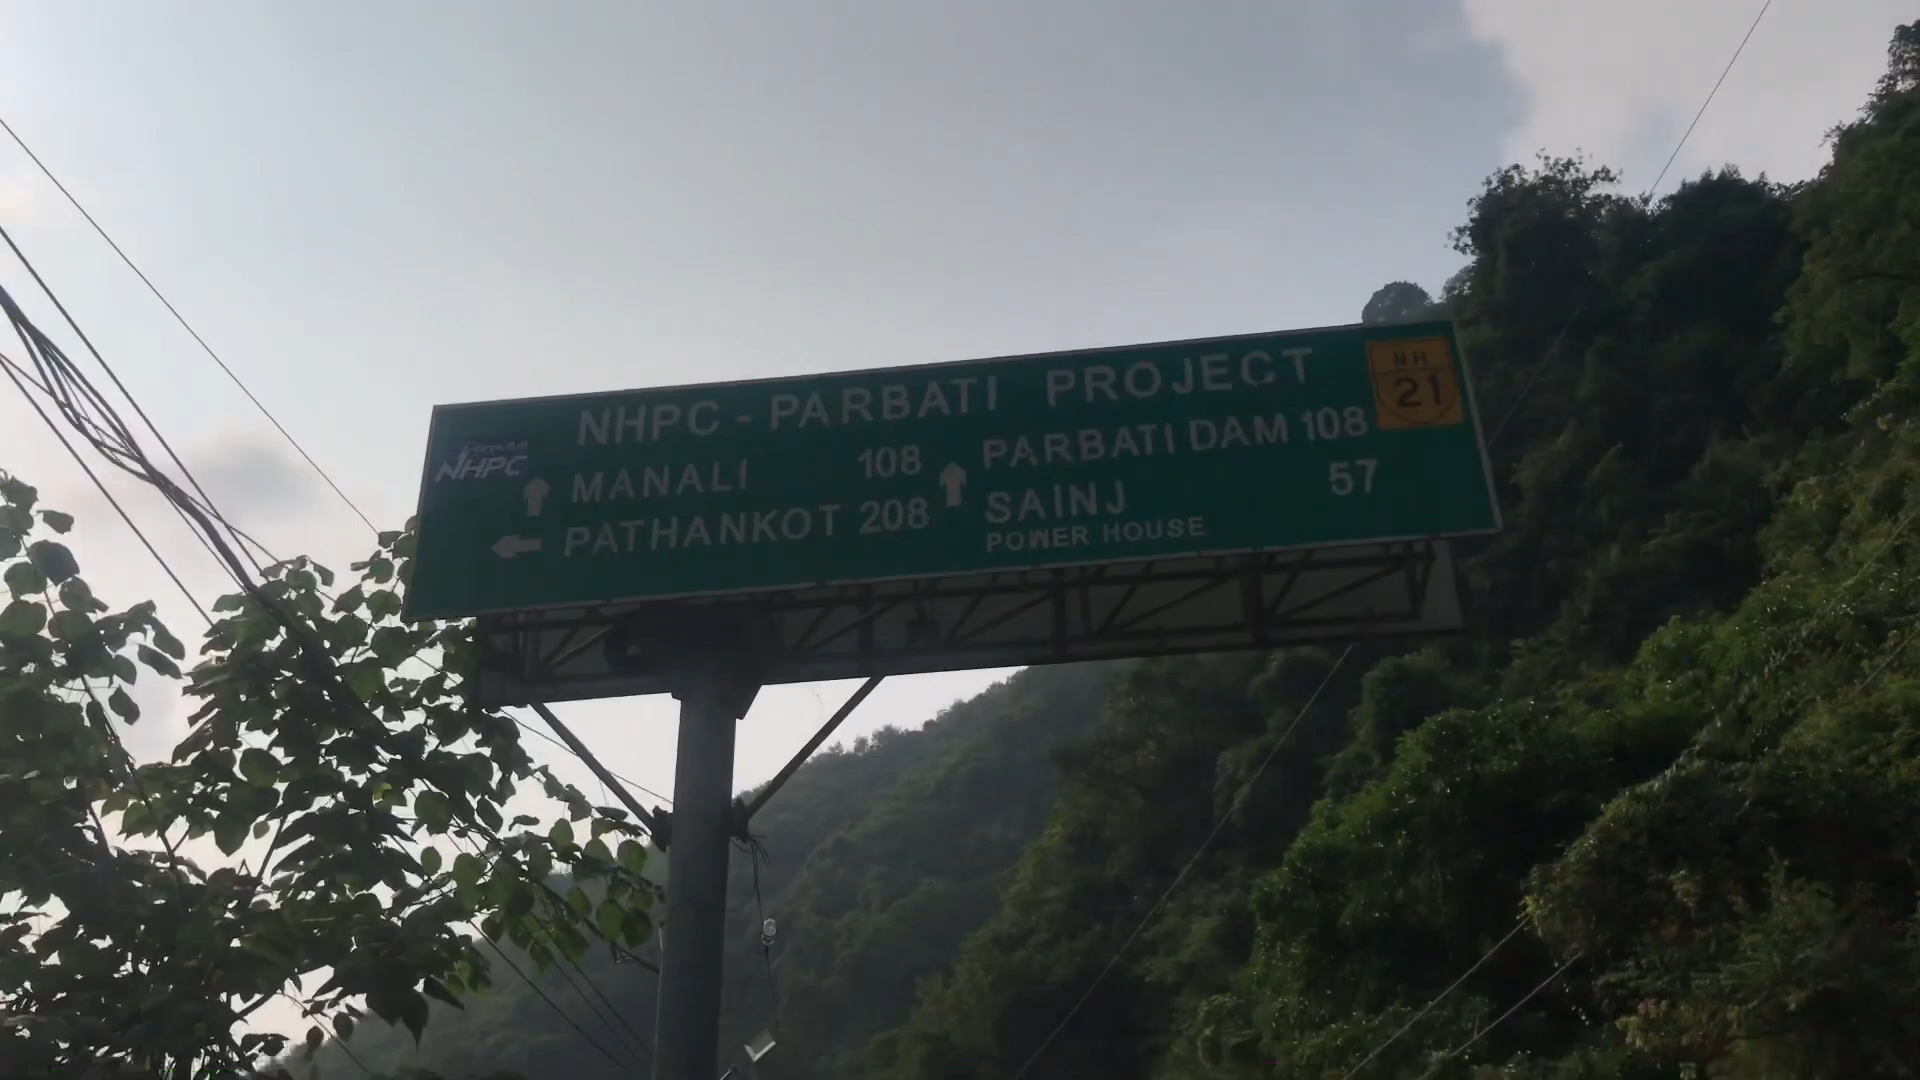 NHPC - PARBATI PROJECT
NH
21
NHPC
MANALI 108
PATHANKOT 208
PARBATI DAM 108
SAINJ 57
POWER HOUSE